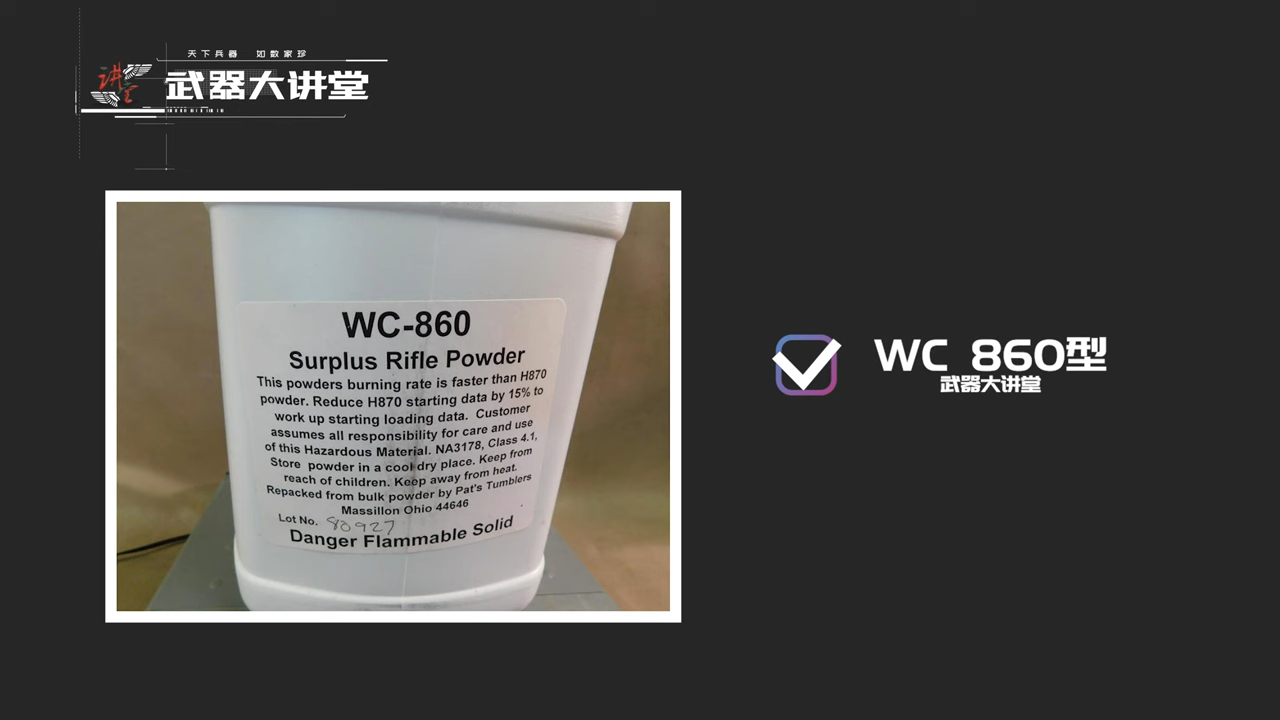 天下兵器 如数家珍
讲堂
武器大讲堂
WC-860
Surplus Rifle Powder
This powders burning rate is faster than H870
powder. Reduce H870 starting data by 15% to
work up starting loading data. Customer
assumes all responsibility for care and use
of this Hazardous Material. NA3178, Class 4.1,
Store powder in a cool dry place. Keep from
reach of children. Keep away from heat.
Repacked from bulk powder by Pat's Tumblers
Massillon Ohio 44646
Lot No. 80927
Danger Flammable Solid
WC 860型
武器大讲堂